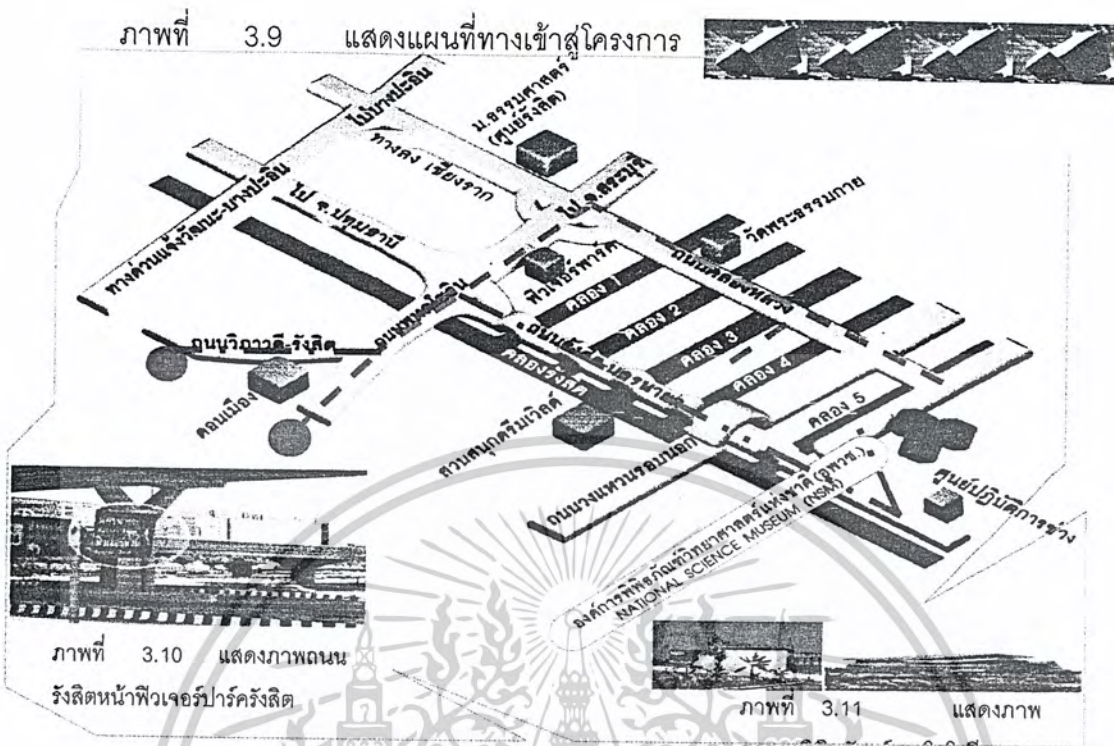 ภาพที่ 3.9 แสดงแผนที่ทางเข้าสู่โครงการ
ไปบางปะอิน
ม.ธรรมศาสตร์
(ศูนย์รังสิต)
ทางลง เชียงราก
ไป จ.สระบุรี
ไป จ.ปทุมธานี
ทางด่วนแจ้งวัฒนะ-บางปะอิน
วัดพระธรรมกาย
ฟิวเจอร์พาร์ค
ถนนคลองหลวง
คลอง 1
คลอง 2
คลอง 3
คลอง 4
คลอง 5
ถนนพหลโยธิน
ถนนวิภาวดี-รังสิต
คลองรังสิต
ดอนเมือง
สวนสนุกดรีมเวิลด์
ถนนวงแหวนรอบนอก
ศูนย์ปฏิบัติการช่าง
องค์การพิพิธภัณฑ์วิทยาศาสตร์แห่งชาติ (อพวช.)
NATIONAL SCIENCE MUSEUM (NSM)
ภาพที่ 3.10 แสดงภาพถนน
รังสิตหน้าฟิวเจอร์ปาร์ครังสิต
ภาพที่ 3.11 แสดงภาพ